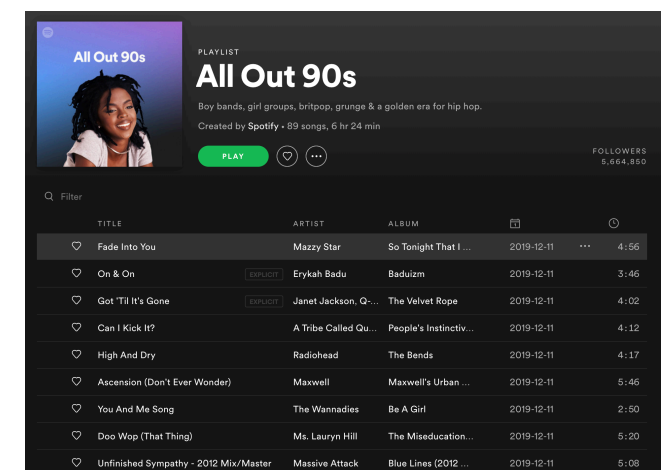 All Out 90s
PLAYLIST
All Out 90s
Boy bands, girl groups, britpop, grunge & a golden era for hip hop.
Created by Spotify • 89 songs, 6 hr 24 min
PLAY
FOLLOWERS
5,664,850
Filter
TITLE ARTIST ALBUM
Fade Into You Mazzy Star So Tonight That I ... 2019-12-11 ... 4:56
On & On EXPLICIT Erykah Badu Baduizm 2019-12-11 3:46
Got 'Til It's Gone EXPLICIT Janet Jackson, Q-... The Velvet Rope 2019-12-11 4:02
Can I Kick It? A Tribe Called Qu... People's Instinctiv... 2019-12-11 4:12
High And Dry Radiohead The Bends 2019-12-11 4:17
Ascension (Don't Ever Wonder) Maxwell Maxwell's Urban ... 2019-12-11 5:46
You And Me Song The Wannadies Be A Girl 2019-12-11 2:50
Doo Wop (That Thing) Ms. Lauryn Hill The Miseducation... 2019-12-11 5:20
Unfinished Sympathy - 2012 Mix/Master Massive Attack Blue Lines (2012 ... 2019-12-11 5:08